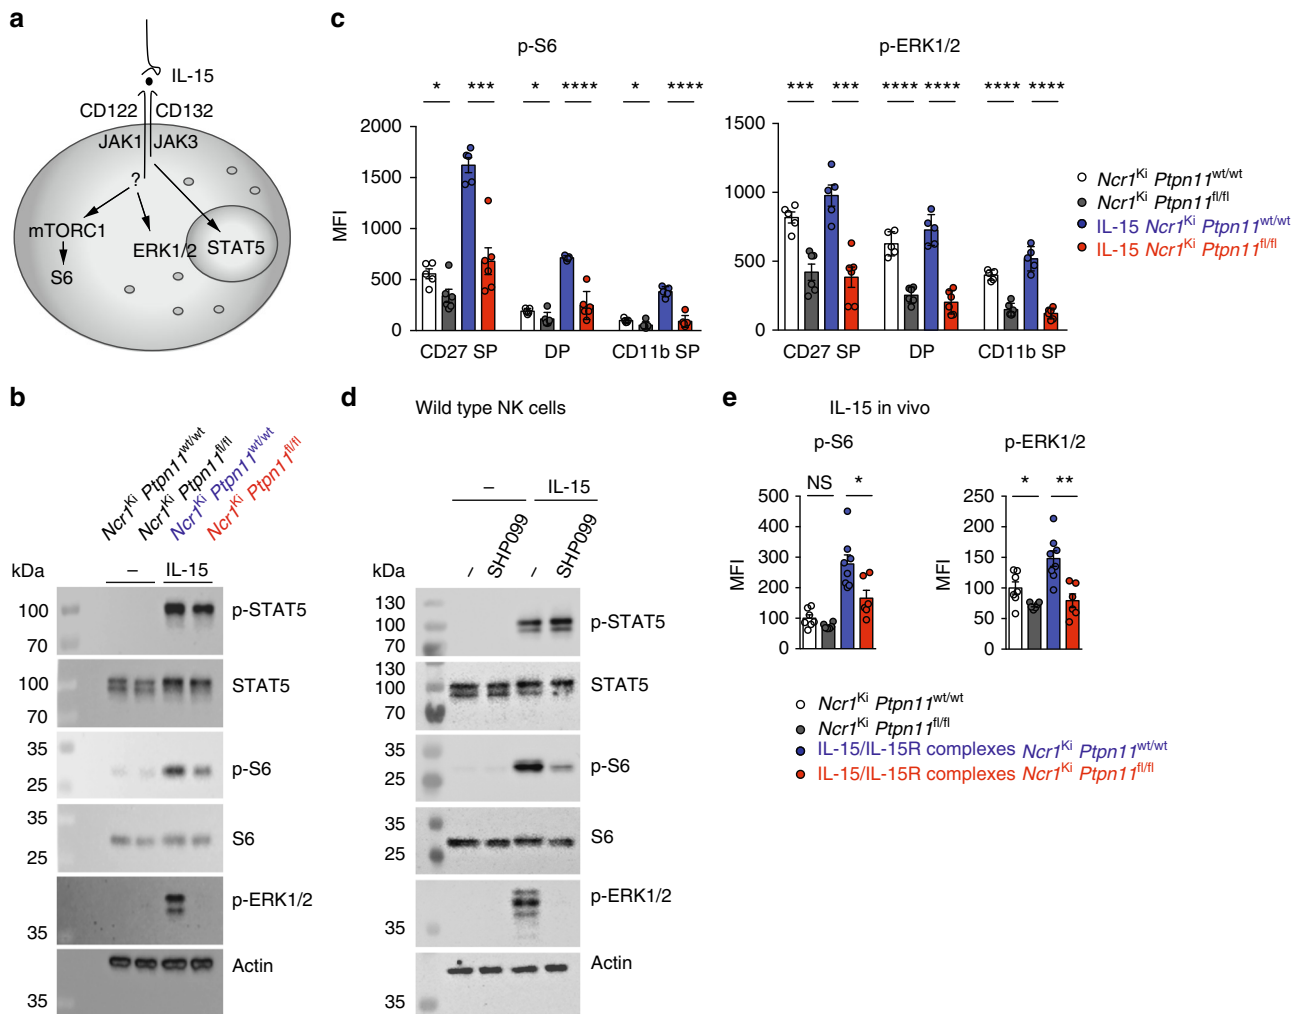 a
IL-15
CD122 CD132
JAK1 JAK3
?
mTORC1
ERK1/2 STAT5
S6
c
p-S6
* *** * **** * ****
2000
1500
1000
500
0
MFI
CD27 SP DP CD11b SP
p-ERK1/2
*** *** **** **** **** ****
1500
1000
500
0
CD27 SP DP CD11b SP
Ncr1Ki Ptpn11wt/wt
Ncr1Ki Ptpn11fl/fl
IL-15 Ncr1Ki Ptpn11wt/wt
IL-15 Ncr1Ki Ptpn11fl/fl
b
Ncr1Ki Ptpn11wt/wt
Ncr1Ki Ptpn11fl/fl
Ncr1Ki Ptpn11wt/wt
Ncr1Ki Ptpn11fl/fl
kDa – IL-15
100 p-STAT5
70
100 STAT5
70
35
25 p-S6
35
25 S6
p-ERK1/2
35
Actin
35
d
Wild type NK cells
– IL-15
kDa – SHP099 – SHP099
130
100 p-STAT5
70
130
100 STAT5
70
35
25 p-S6
35
25 S6
p-ERK1/2
35
Actin
35
e
IL-15 in vivo
p-S6
NS *
500
400
300
200
100
0
MFI
p-ERK1/2
* **
250
200
150
100
50
0
MFI
Ncr1Ki Ptpn11wt/wt
Ncr1Ki Ptpn11fl/fl
IL-15/IL-15R complexes Ncr1Ki Ptpn11wt/wt
IL-15/IL-15R complexes Ncr1Ki Ptpn11fl/fl